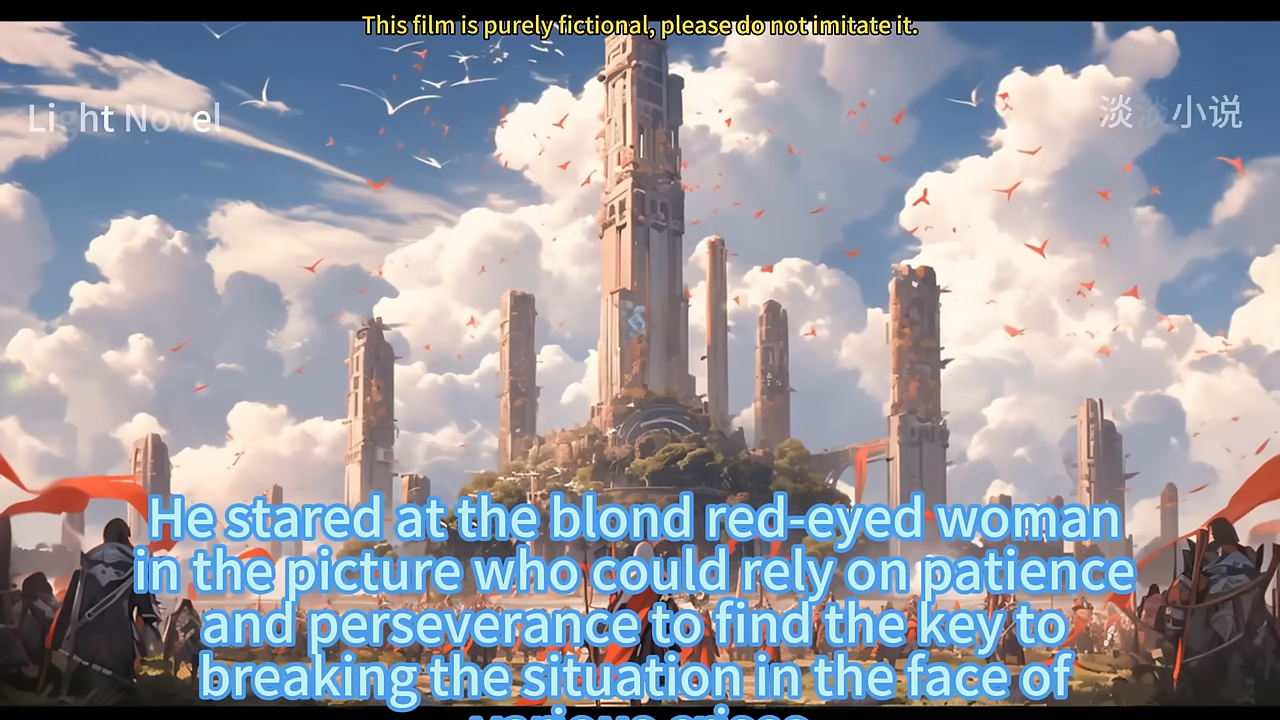 This film is purely fictional, please do not imitate it.
Light Novel
淡淡小说
He stared at the blond red-eyed woman
in the picture who could rely on patience
and perseverance to find the key to
breaking the situation in the face of
various crises